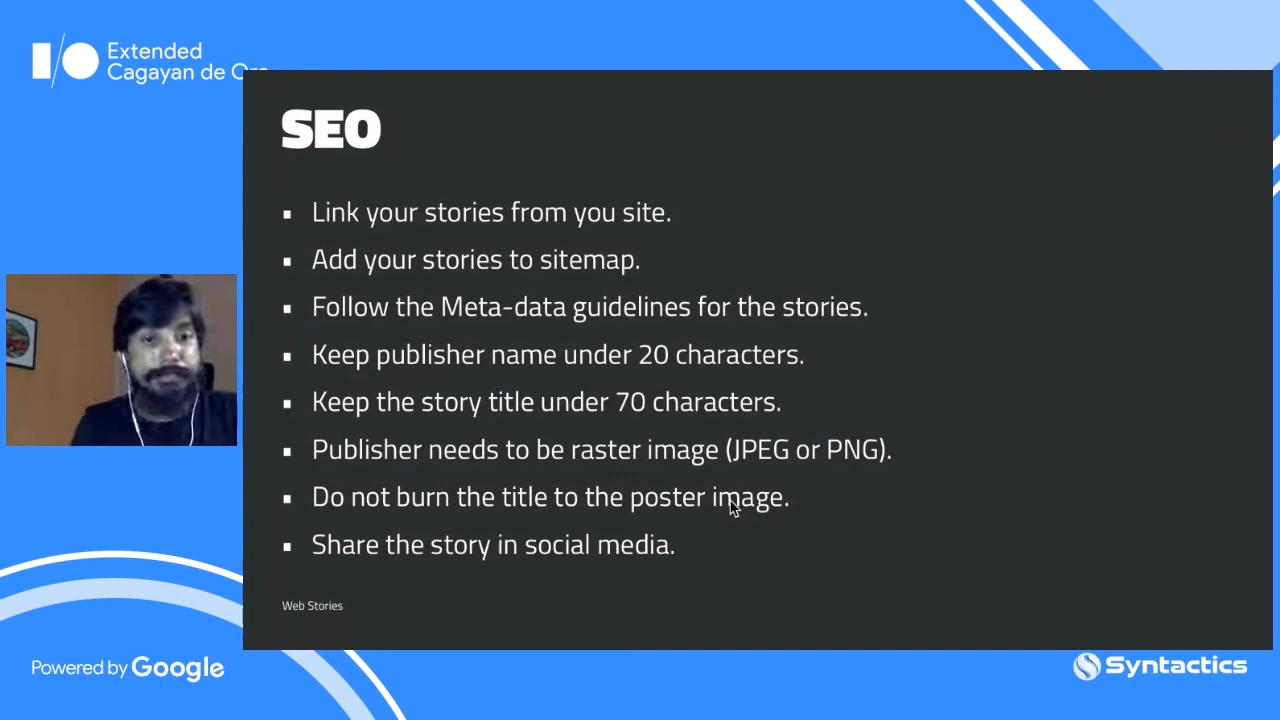 I/O Extended
Cagayan de Oro
SEO
▪ Link your stories from you site.
▪ Add your stories to sitemap.
▪ Follow the Meta-data guidelines for the stories.
▪ Keep publisher name under 20 characters.
▪ Keep the story title under 70 characters.
▪ Publisher needs to be raster image (JPEG or PNG).
▪ Do not burn the title to the poster image.
▪ Share the story in social media.
Web Stories
Powered by Google
Syntactics